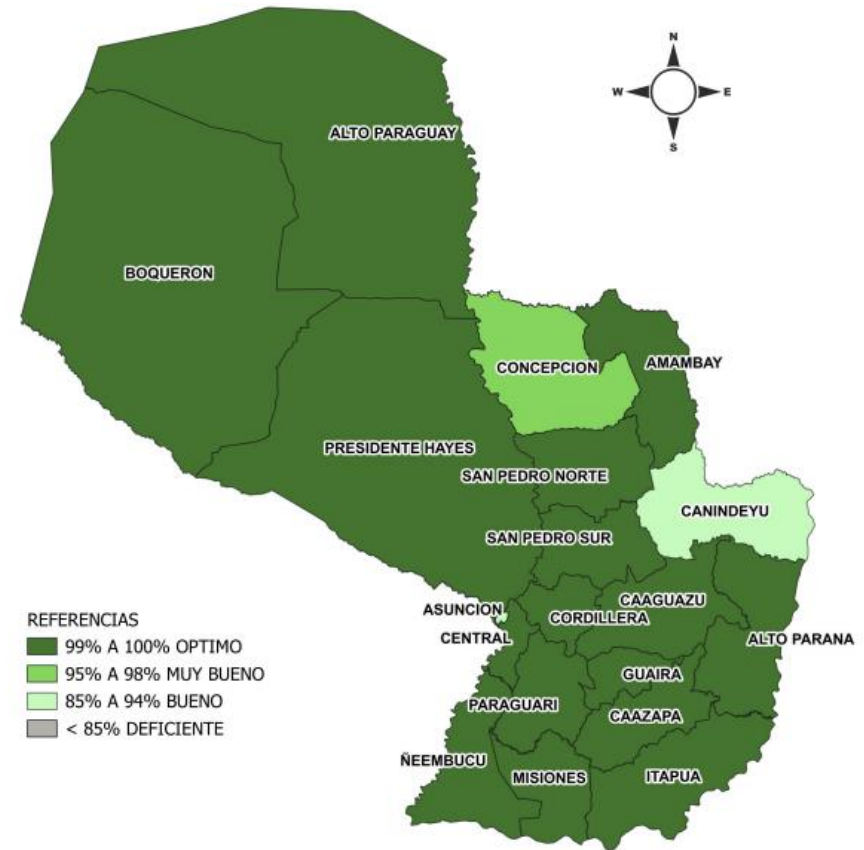 N
W E
S
ALTO PARAGUAY
BOQUERON
CONCEPCION
AMAMBAY
PRESIDENTE HAYES
SAN PEDRO NORTE
CANINDEYU
SAN PEDRO SUR
ASUNCION
CAAGUAZU
CORDILLERA
CENTRAL
ALTO PARANA
GUAIRA
PARAGUARI
CAAZAPA
ÑEEMBUCU
MISIONES
ITAPUA
REFERENCIAS
99% A 100% OPTIMO
95% A 98% MUY BUENO
85% A 94% BUENO
< 85% DEFICIENTE